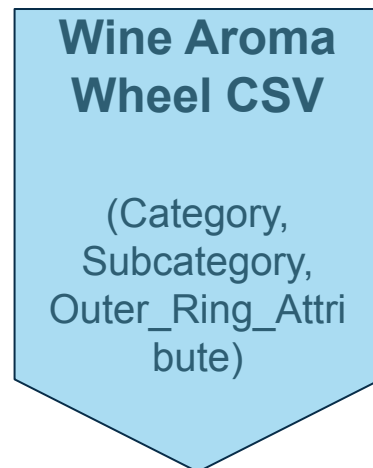 Wine Aroma
Wheel CSV
(Category,
Subcategory,
Outer_Ring_Attri
bute)